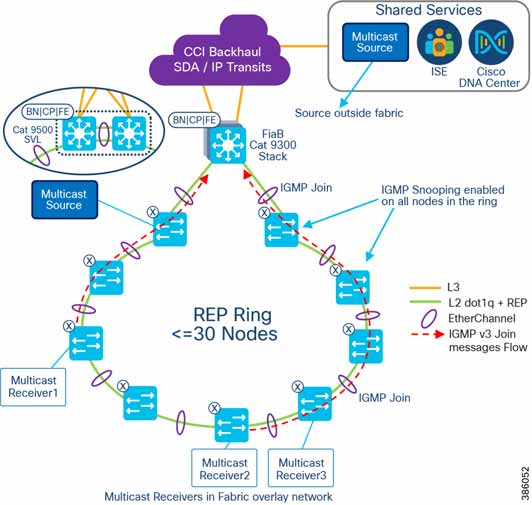 Shared Services
Multicast
Source
ISE
Cisco
DNA Center
CCI Backhaul
SDA / IP Transits
Source outside fabric
BN|CP|FE
Cat 9500
SVL
BN|CP|FE
FiaB
Cat 9300
Stack
IGMP Join
Multicast
Source
IGMP Snooping enabled
on all nodes in the ring
X
X
X
X
X
X
X
X
X
X
REP Ring
<=30 Nodes
L3
L2 dot1q + REP
EtherChannel
IGMP v3 Join
messages Flow
Multicast
Receiver1
IGMP Join
Multicast
Receiver2
Multicast
Receiver3
Multicast Receivers in Fabric overlay network
386052